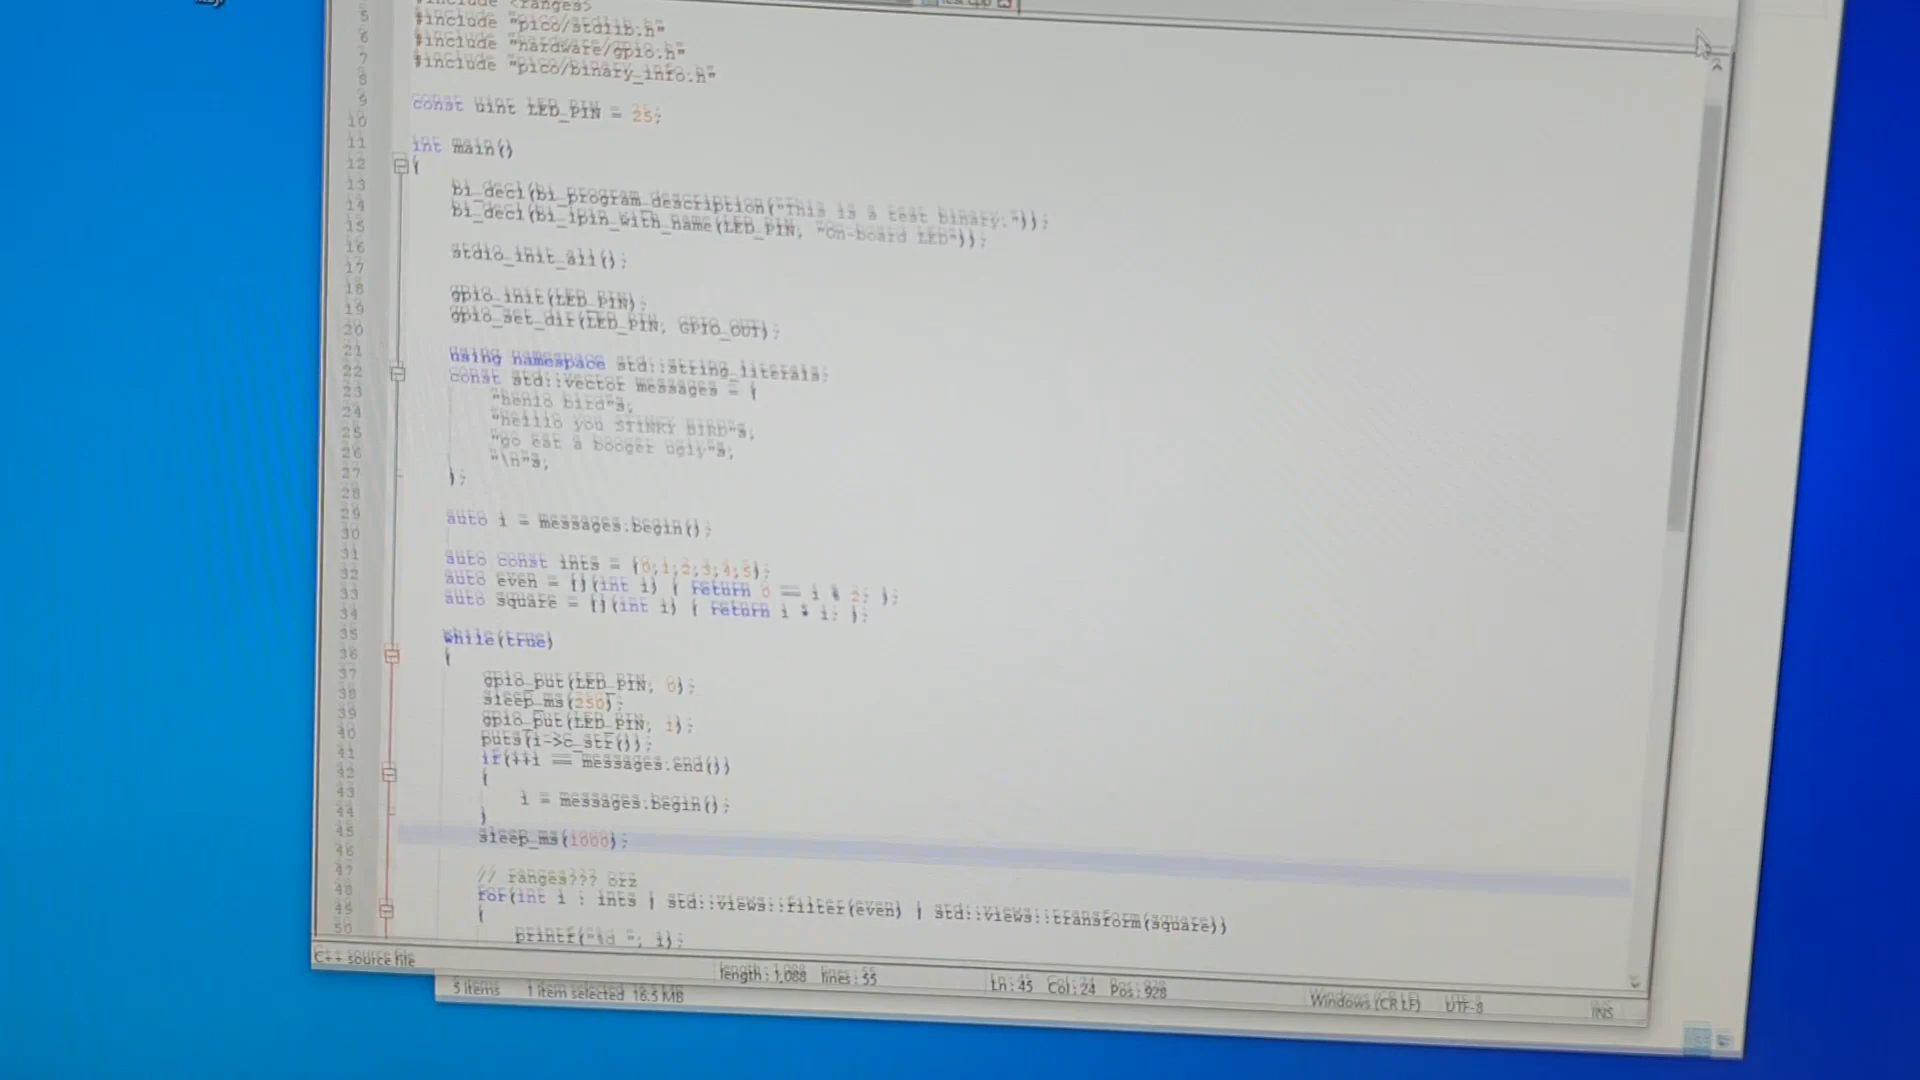 #include <ranges>
#include "pico/stdlib.h"
#include "hardware/gpio.h"
#include "pico/binary_info.h"
const uint LED_PIN = 25;
int main()
{
bi_decl(bi_program_description("This is a test binary."));
bi_decl(bi_1pin_with_name(LED_PIN, "On-board LED"));
stdio_init_all();
gpio_init(LED_PIN);
gpio_set_dir(LED_PIN, GPIO_OUT);
using namespace std::string_literals;
const std::vector messages = {
"henlo bird"s,
"helllo you STINKY BIRD"s,
"go eat a booger ugly"s,
"\n"s,
};
auto i = messages.begin();
auto const ints = {0,1,2,3,4,5};
auto even = [](int i) { return 0 == i % 2; };
auto square = [](int i) { return i * i; };
while(true)
{
gpio_put(LED_PIN, 0);
sleep_ms(250);
gpio_put(LED_PIN, 1);
puts(i->c_str());
if(++i == messages.end())
{
i = messages.begin();
}
sleep_ms(1000);
// ranges??? orz
for(int i : ints | std::views::filter(even) | std::views::transform(square))
{
printf("%d ", i);
C++ source file length : 1,088 lines : 55 Ln : 45 Col : 24 Pos : 928 Windows (CR LF) UTF-8 INS
5 items 1 item selected 16.5 MB